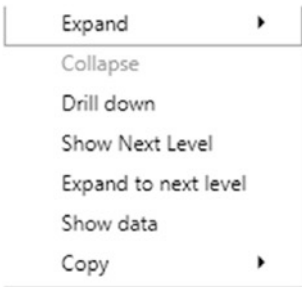 Expand
Collapse
Drill down
Show Next Level
Expand to next level
Show data
Copy